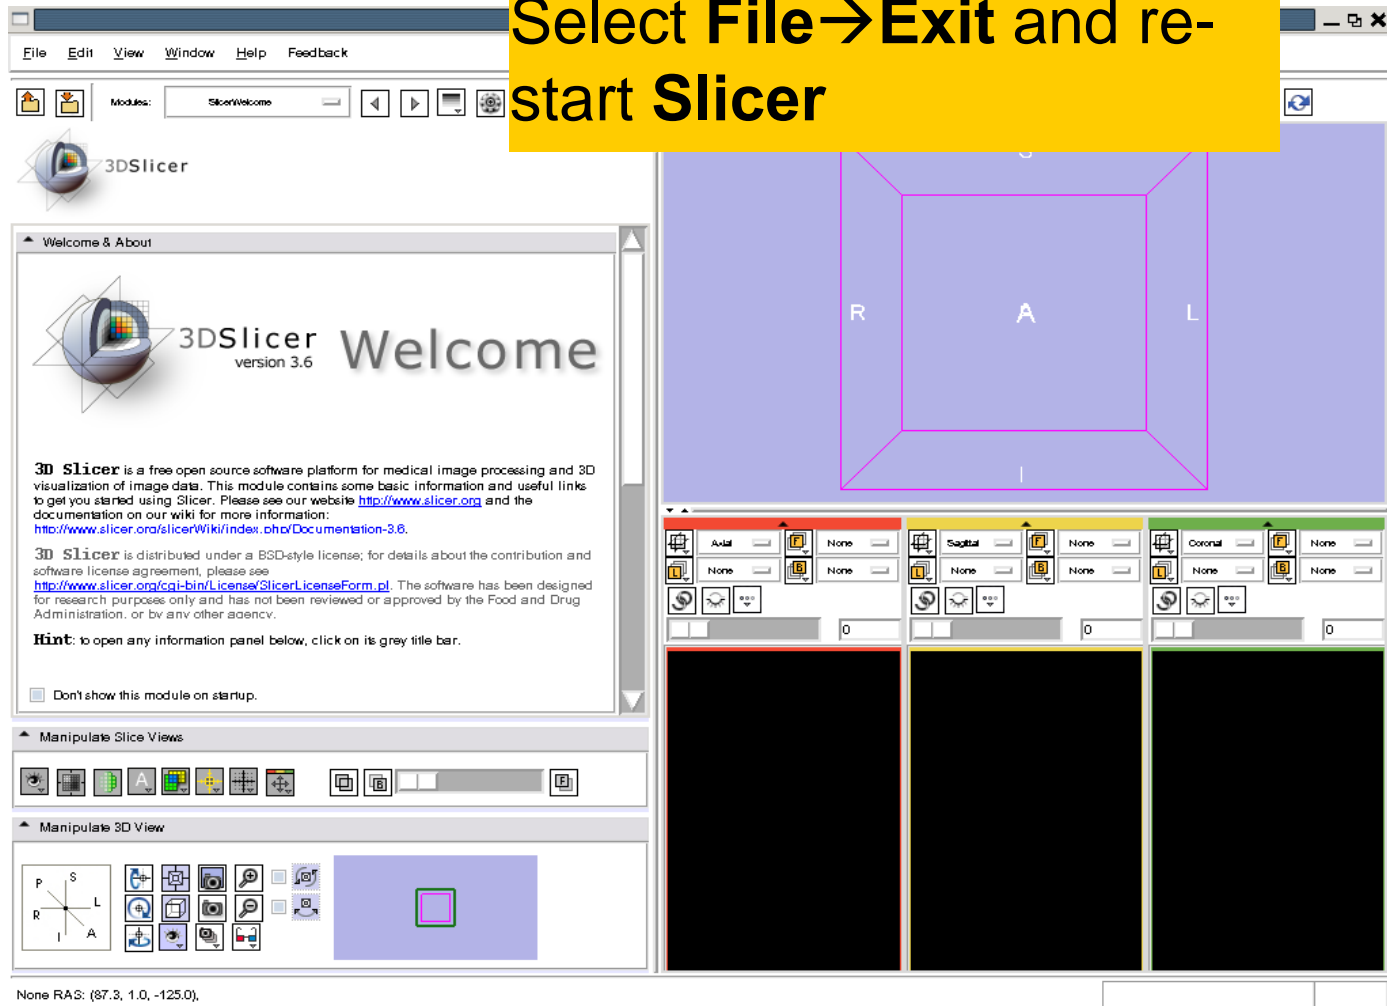 Select File→Exit and re-
start Slicer
File Edit View Window Help Feedback
Modules: SlicerWelcome
3DSlicer
Welcome & About
3DSlicer
version 3.6
Welcome
3D Slicer is a free open source software platform for medical image processing and 3D
visualization of image data. This module contains some basic information and useful links
to get you started using Slicer. Please see our website http://www.slicer.org and the
documentation on our wiki for more information:
http://www.slicer.org/slicerWiki/index.php/Documentation-3.6.
3D Slicer is distributed under a BSD-style license; for details about the contribution and
software license agreement, please see
http://www.slicer.org/cgi-bin/License/SlicerLicenseForm.pl. The software has been designed
for research purposes only and has not been reviewed or approved by the Food and Drug
Administration, or by any other agency.
Hint: to open any information panel below, click on its grey title bar.
Don't show this module on startup.
Manipulate Slice Views
A
B
F
Manipulate 3D View
P S
R L
I A
R A L
I
Axial F None
L None B None
0
Sagittal F None
L None B None
0
Coronal F None
L None B None
0
None RAS: (87.3, 1.0, -125.0),